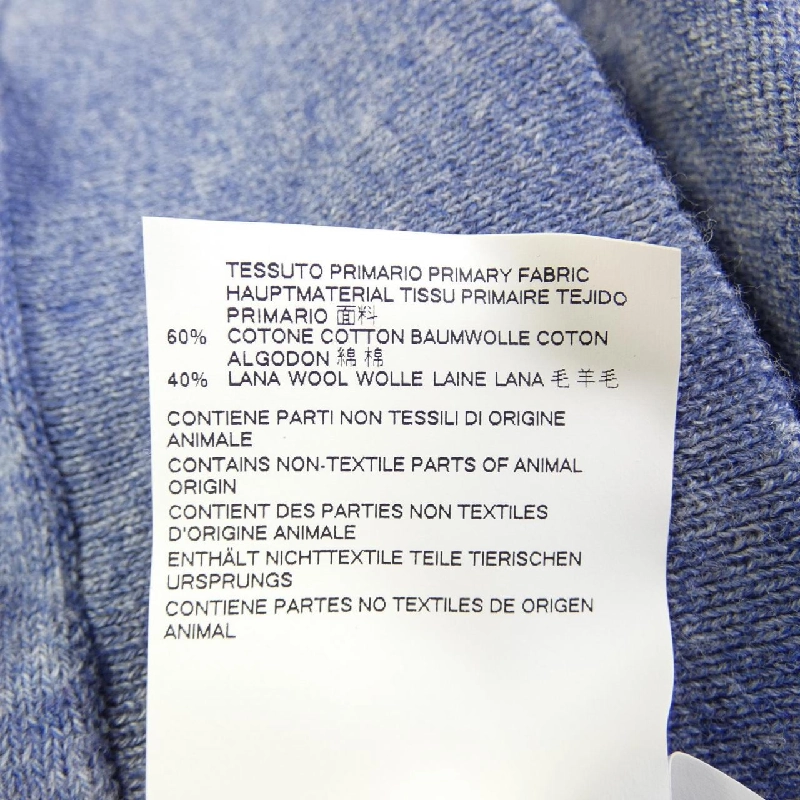 TESSUTO PRIMARIO PRIMARY FABRIC
HAUPTMATERIAL TISSU PRIMAIRE TEJIDO
PRIMARIO 面料
60% COTONE COTTON BAUMWOLLE COTON
ALGODON 綿 棉
40% LANA WOOL WOLLE LAINE LANA 毛 羊毛
CONTIENE PARTI NON TESSILI DI ORIGINE
ANIMALE
CONTAINS NON-TEXTILE PARTS OF ANIMAL
ORIGIN
CONTIENT DES PARTIES NON TEXTILES
D'ORIGINE ANIMALE
ENTHÄLT NICHTTEXTILE TEILE TIERISCHEN
URSPRUNGS
CONTIENE PARTES NO TEXTILES DE ORIGEN
ANIMAL